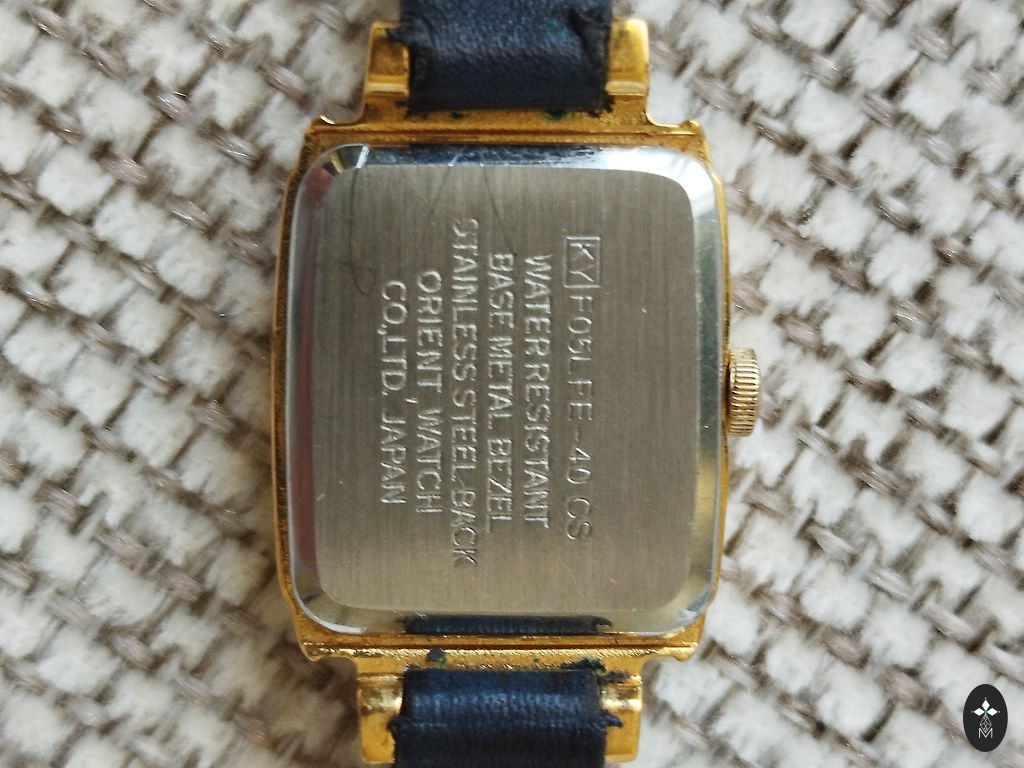 KY F05LFE-40 CS
WATER RESISTANT
BASE METAL BEZEL
STAINLESS STEEL BACK
ORIENT WATCH
CO., LTD. JAPAN
M